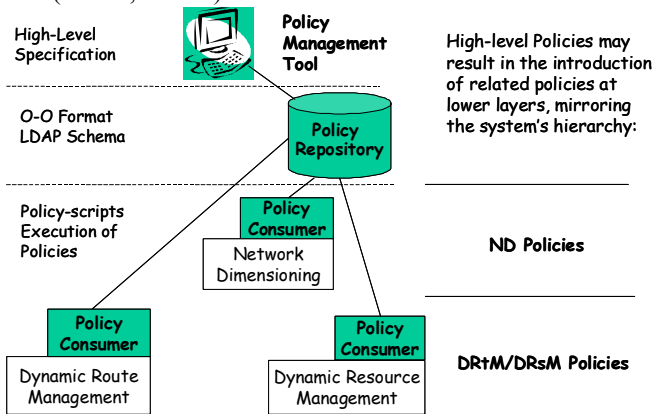 High-Level
Specification
Policy
Management
Tool
High-level Policies may
result in the introduction
of related policies at
lower layers, mirroring
the system's hierarchy:
O-O Format
LDAP Schema
Policy
Repository
Policy-scripts
Execution of
Policies
Policy
Consumer
Network
Dimensioning
ND Policies
Policy
Consumer
Dynamic Route
Management
Policy
Consumer
Dynamic Resource
Management
DRtM/DRsM Policies